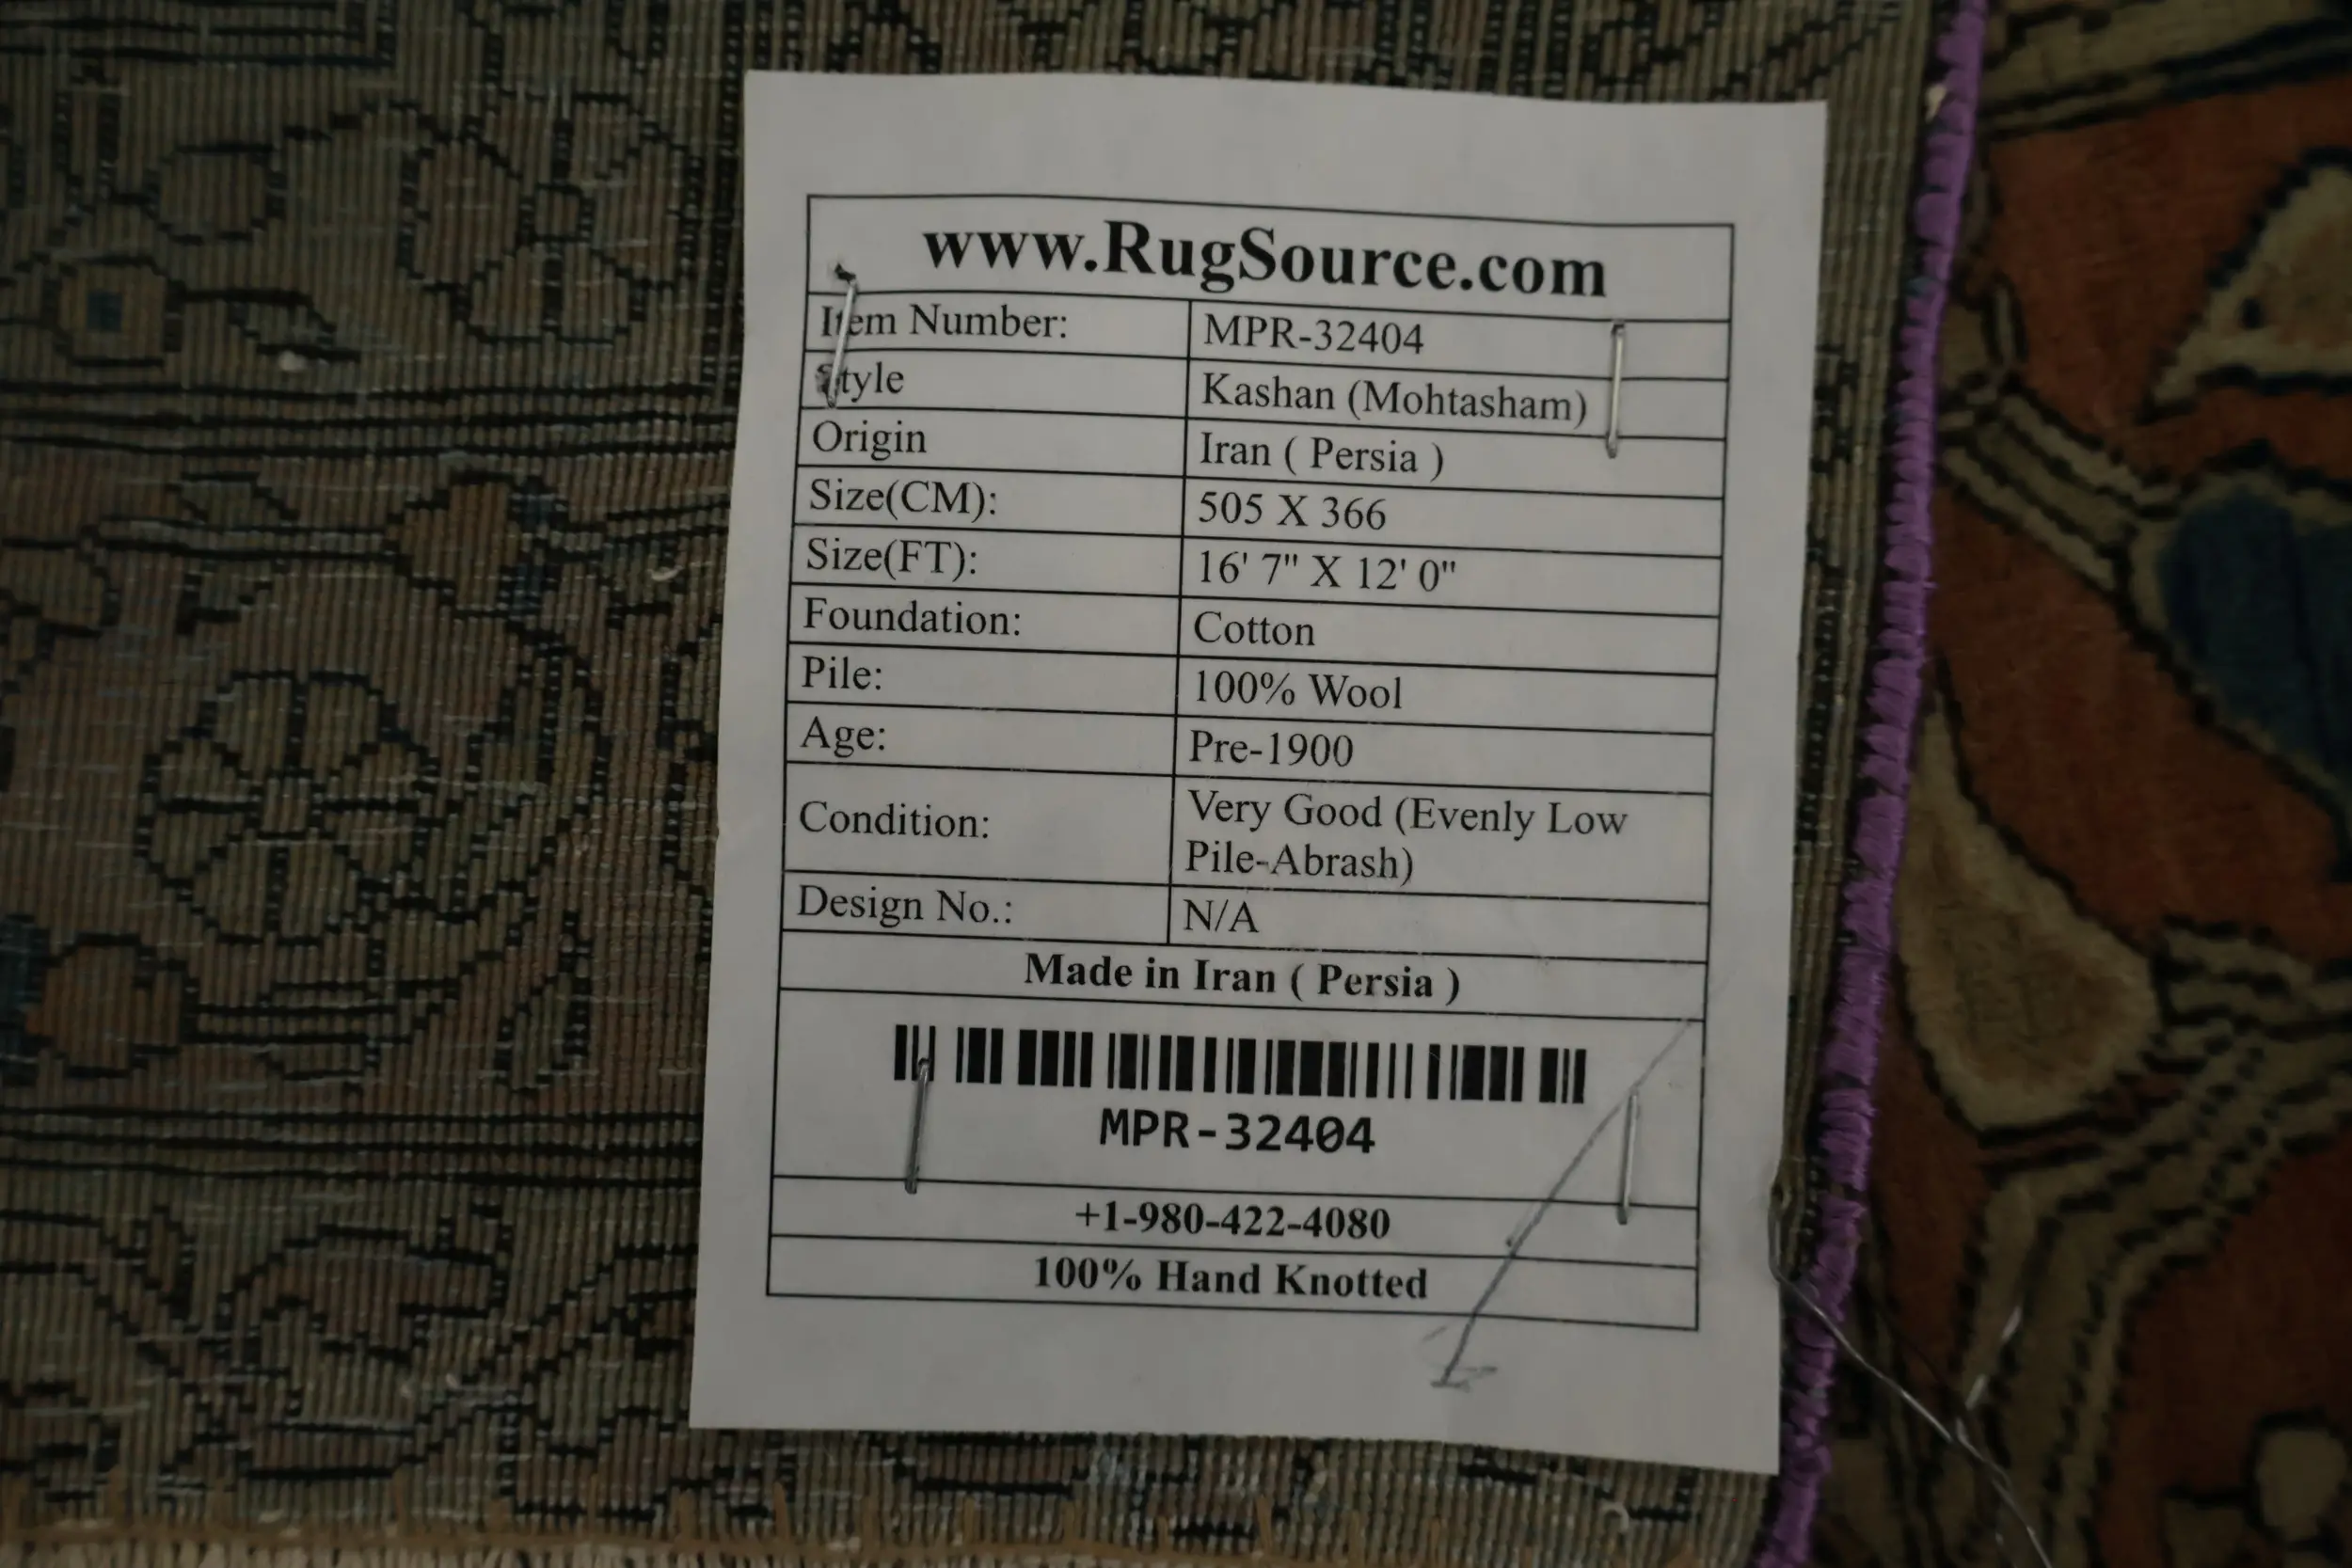 www.RugSource.com
Item Number: MPR-32404
Style Kashan (Mohtasham)
Origin Iran ( Persia )
Size(CM): 505 X 366
Size(FT): 16' 7" X 12' 0"
Foundation: Cotton
Pile: 100% Wool
Age: Pre-1900
Condition: Very Good (Evenly Low
Pile-Abrash)
Design No.: N/A
Made in Iran ( Persia )
MPR-32404
+1-980-422-4080
100% Hand Knotted